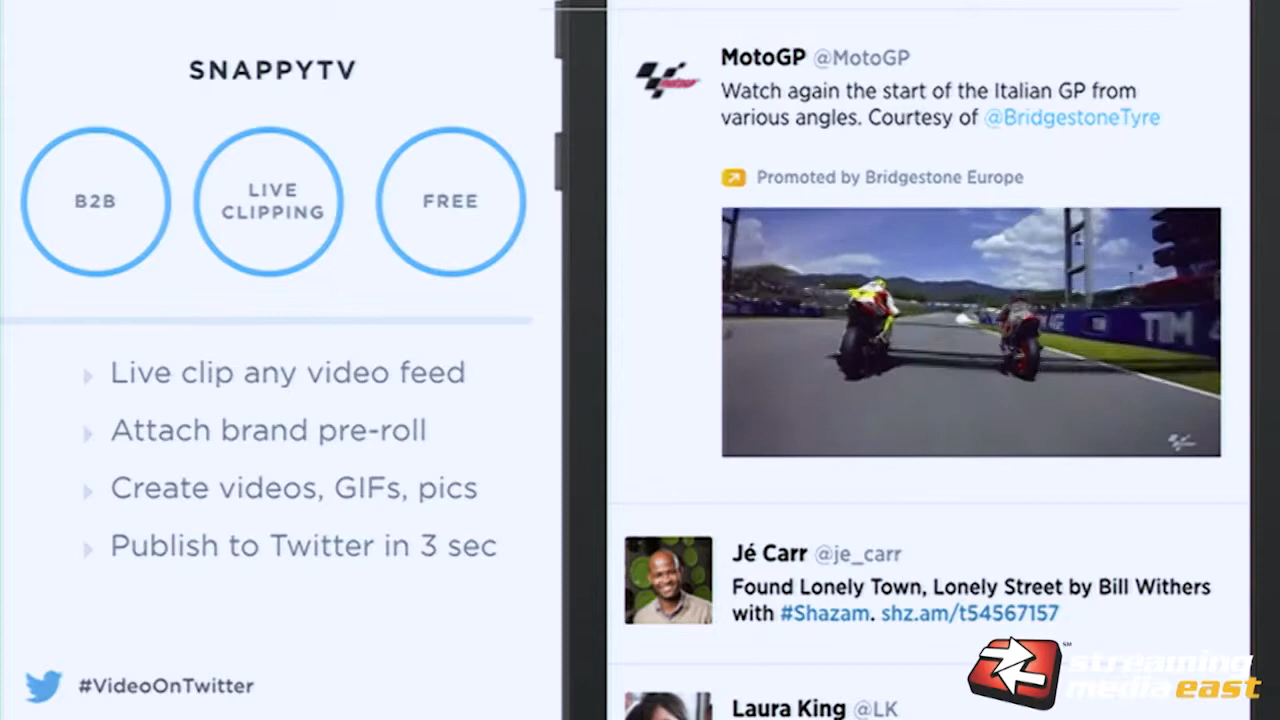 SNAPPYTV
B2B
LIVE
CLIPPING
FREE
Live clip any video feed
Attach brand pre-roll
Create videos, GIFs, pics
Publish to Twitter in 3 sec
#VideoOnTwitter
MotoGP @MotoGP
Watch again the start of the Italian GP from
various angles. Courtesy of @BridgestoneTyre
Promoted by Bridgestone Europe
TIM
Jé Carr @je_carr
Found Lonely Town, Lonely Street by Bill Withers
with #Shazam. shz.am/t54567157
Laura King @LK
streaming
media east
SM